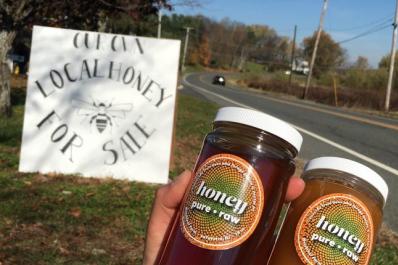 OUR OWN
LOCAL HONEY
FOR SALE
honey
pure • raw
honey
pure • raw